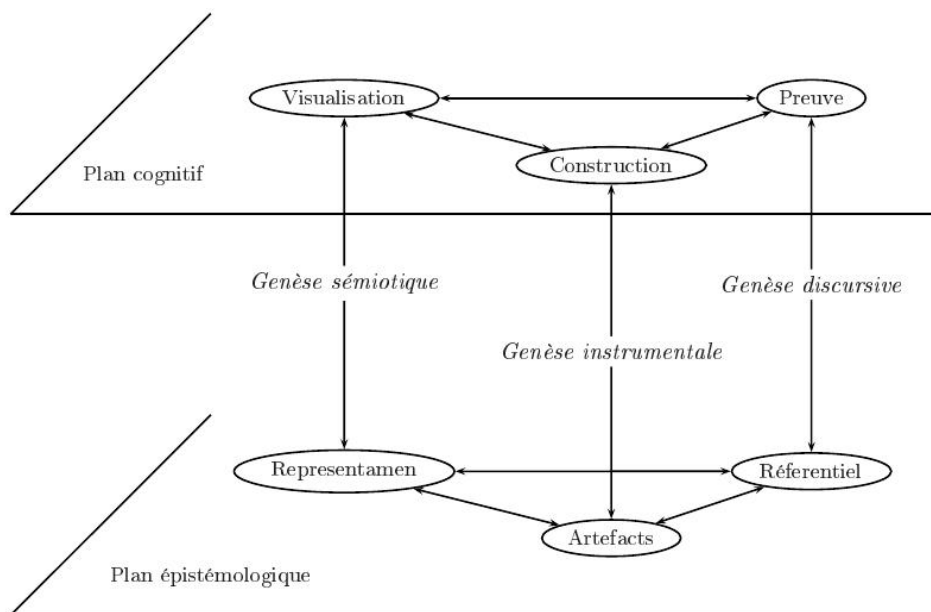 Visualisation
Preuve
Construction
Plan cognitif
Genèse sémiotique
Genèse discursive
Genèse instrumentale
Representamen
Réferentiel
Artefacts
Plan épistémologique